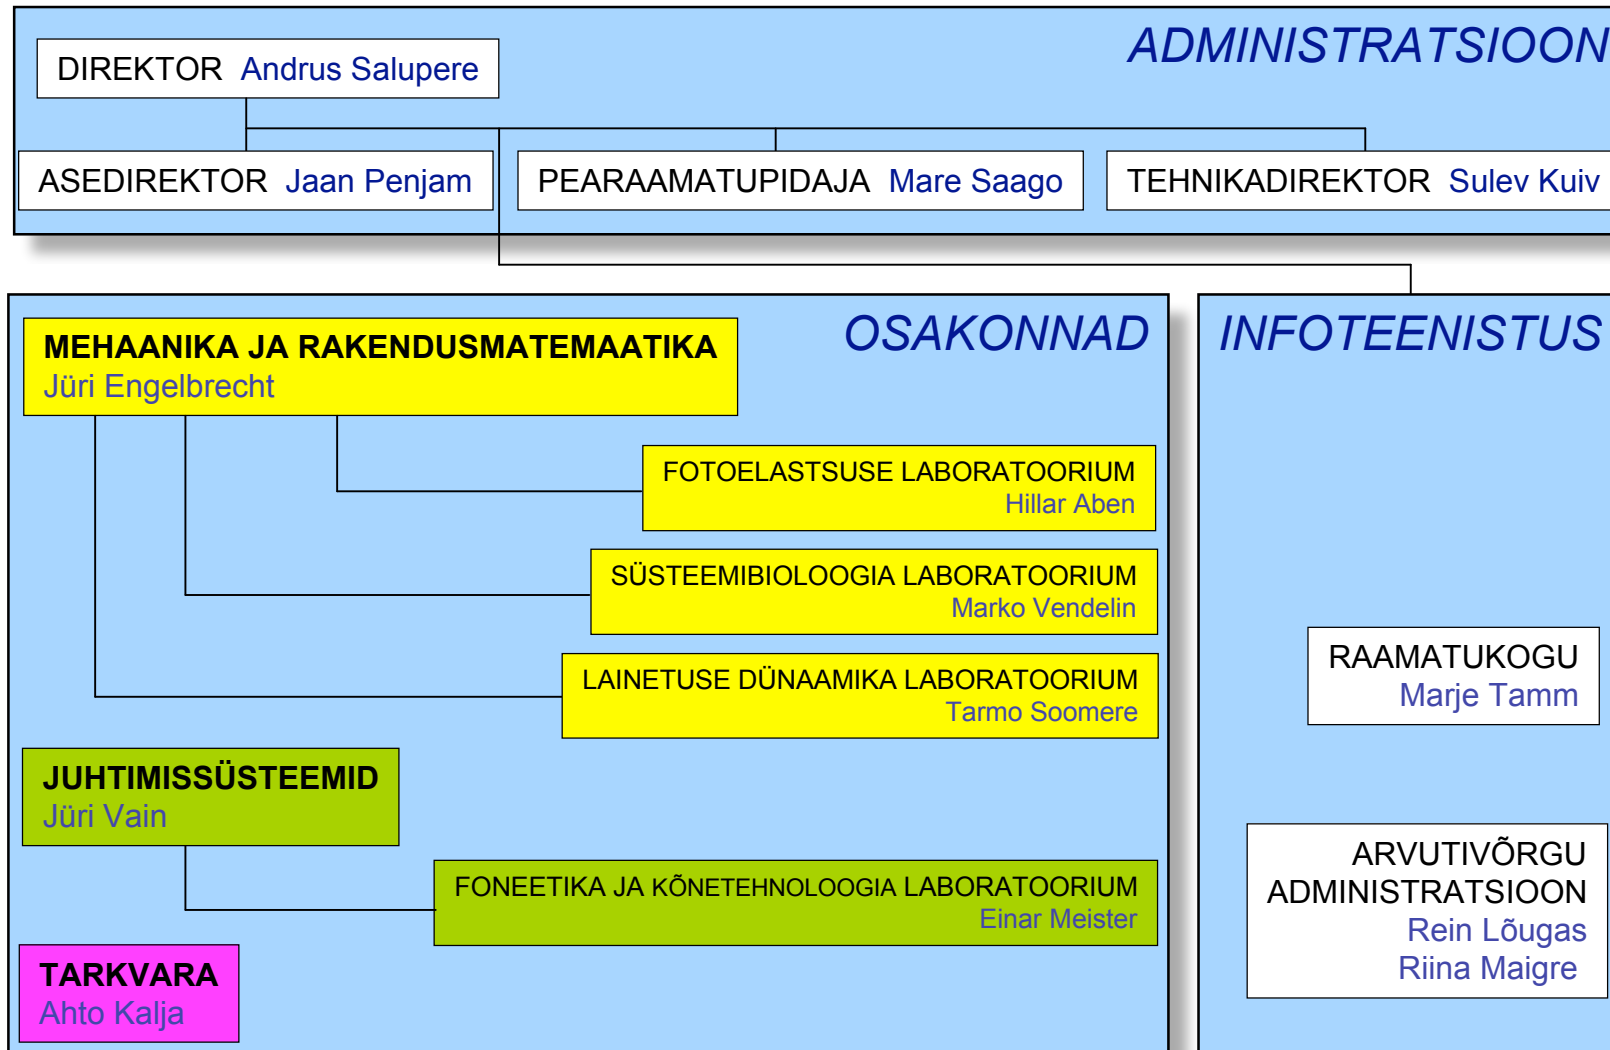 ADMINISTRATSIOON
DIREKTOR Andrus Salupere
ASEDIREKTOR Jaan Penjam
PEARAAMATUPIDAJA Mare Saago
TEHNIKADIREKTOR Sulev Kuiv
OSAKONNAD
MEHAANIKA JA RAKENDUSMATEMAATIKA
Jüri Engelbrecht
FOTOELASTSUSE LABORATOORIUM
Hillar Aben
SÜSTEEMIBIOLOOGIA LABORATOORIUM
Marko Vendelin
LAINETUSE DÜNAAMIKA LABORATOORIUM
Tarmo Soomere
JUHTIMISSÜSTEEMID
Jüri Vain
FONEETIKA JA KÕNETEHNOLOOGIA LABORATOORIUM
Einar Meister
TARKVARA
Ahto Kalja
INFOTEENISTUS
RAAMATUKOGU
Marje Tamm
ARVUTIVÕRGU
ADMINISTRATSIOON
Rein Lõugas
Riina Maigre